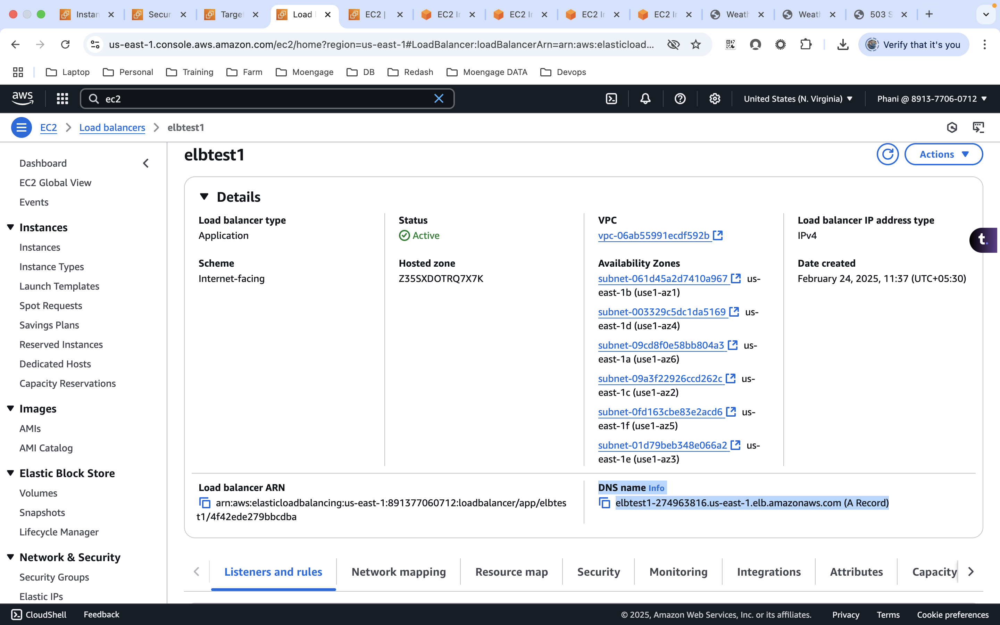 Instan
Secur
Target
Load
EC2 |
EC2 In
EC2 In
EC2 In
EC2 In
Weath
Weath
503 S
us-east-1.console.aws.amazon.com/ec2/home?region=us-east-1#LoadBalancer:loadBalancerArn=arn:aws:elasticload...
Verify that it's you
Laptop
Personal
Training
Farm
Moengage
DB
Redash
Moengage DATA
Devops
aws
ec2
United States (N. Virginia)
Phani @ 8913-7706-0712
EC2
Load balancers
elbtest1
Dashboard
EC2 Global View
Events
Instances
Instances
Instance Types
Launch Templates
Spot Requests
Savings Plans
Reserved Instances
Dedicated Hosts
Capacity Reservations
Images
AMIs
AMI Catalog
Elastic Block Store
Volumes
Snapshots
Lifecycle Manager
Network & Security
Security Groups
Elastic IPs
elbtest1
Actions
Details
Load balancer type
Application
Scheme
Internet-facing
Status
Active
Hosted zone
Z35SXDOTRQ7X7K
VPC
vpc-06ab55991ecdf592b
Availability Zones
subnet-061d45a2d7410a967 us-
east-1b (use1-az1)
subnet-003329c5dc1da5169 us-
east-1d (use1-az4)
subnet-09cd8f0e58bb804a3 us-
east-1a (use1-az6)
subnet-09a3f22926ccd262c us-
east-1c (use1-az2)
subnet-0fd163cbe83e2acd6 us-
east-1f (use1-az5)
subnet-01d79beb348e066a2 us-
east-1e (use1-az3)
Load balancer IP address type
IPv4
Date created
February 24, 2025, 11:37 (UTC+05:30)
t.
Load balancer ARN
arn:aws:elasticloadbalancing:us-east-1:891377060712:loadbalancer/app/elbtes
t1/4f42ede279bbcdba
DNS name Info
elbtest1-274963816.us-east-1.elb.amazonaws.com (A Record)
Listeners and rules
Network mapping
Resource map
Security
Monitoring
Integrations
Attributes
Capacity
CloudShell
Feedback
© 2025, Amazon Web Services, Inc. or its affiliates.
Privacy
Terms
Cookie preferences